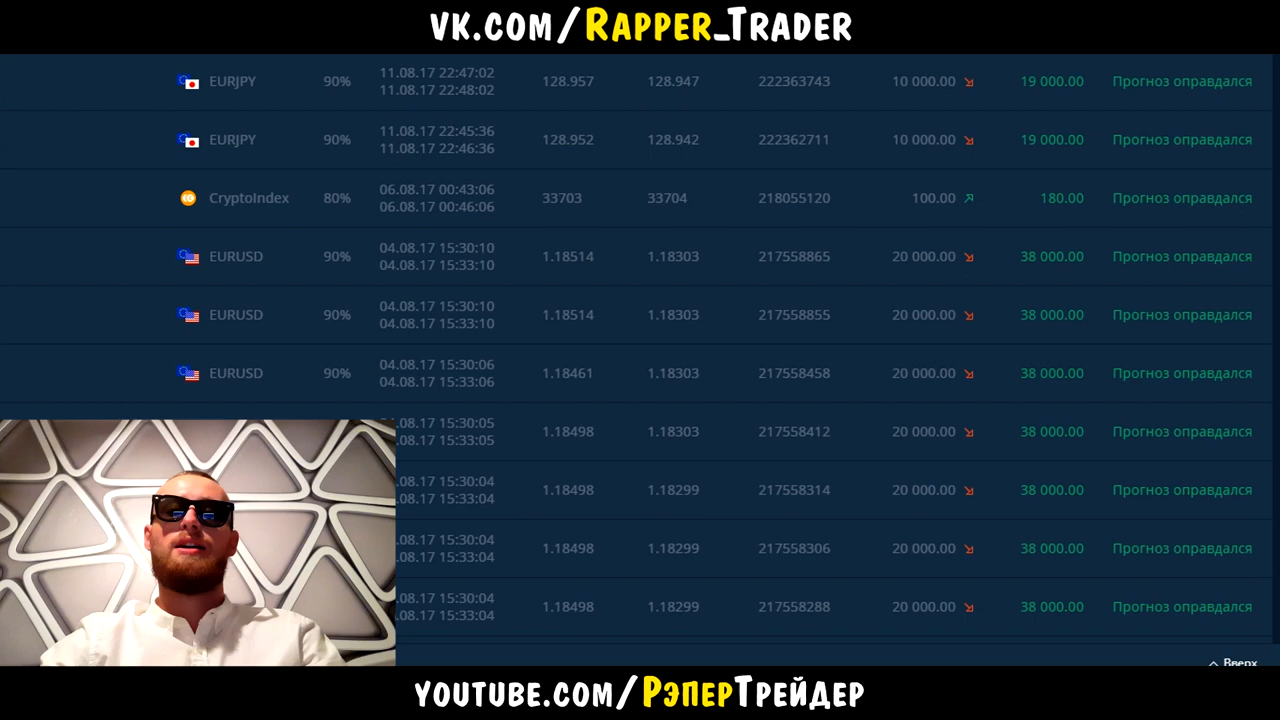 vk.com/Rapper_Trader
EURJPY 90% 11.08.17 22:47:02 128.957 128.947 222363743 10 000.00 19 000.00 Прогноз оправдался
11.08.17 22:48:02
EURJPY 90% 11.08.17 22:45:36 128.952 128.942 222362711 10 000.00 19 000.00 Прогноз оправдался
11.08.17 22:46:36
CryptoIndex 80% 06.08.17 00:43:06 33703 33704 218055120 100.00 180.00 Прогноз оправдался
06.08.17 00:46:06
EURUSD 90% 04.08.17 15:30:10 1.18514 1.18303 217558865 20 000.00 38 000.00 Прогноз оправдался
04.08.17 15:33:10
EURUSD 90% 04.08.17 15:30:10 1.18514 1.18303 217558855 20 000.00 38 000.00 Прогноз оправдался
04.08.17 15:33:10
EURUSD 90% 04.08.17 15:30:06 1.18461 1.18303 217558458 20 000.00 38 000.00 Прогноз оправдался
04.08.17 15:33:06
.08.17 15:30:05 1.18498 1.18303 217558412 20 000.00 38 000.00 Прогноз оправдался
.08.17 15:33:05
.08.17 15:30:04 1.18498 1.18299 217558314 20 000.00 38 000.00 Прогноз оправдался
.08.17 15:33:04
.08.17 15:30:04 1.18498 1.18299 217558306 20 000.00 38 000.00 Прогноз оправдался
.08.17 15:33:04
.08.17 15:30:04 1.18498 1.18299 217558288 20 000.00 38 000.00 Прогноз оправдался
.08.17 15:33:04
Вверх
youtube.com/РэперТрейдер